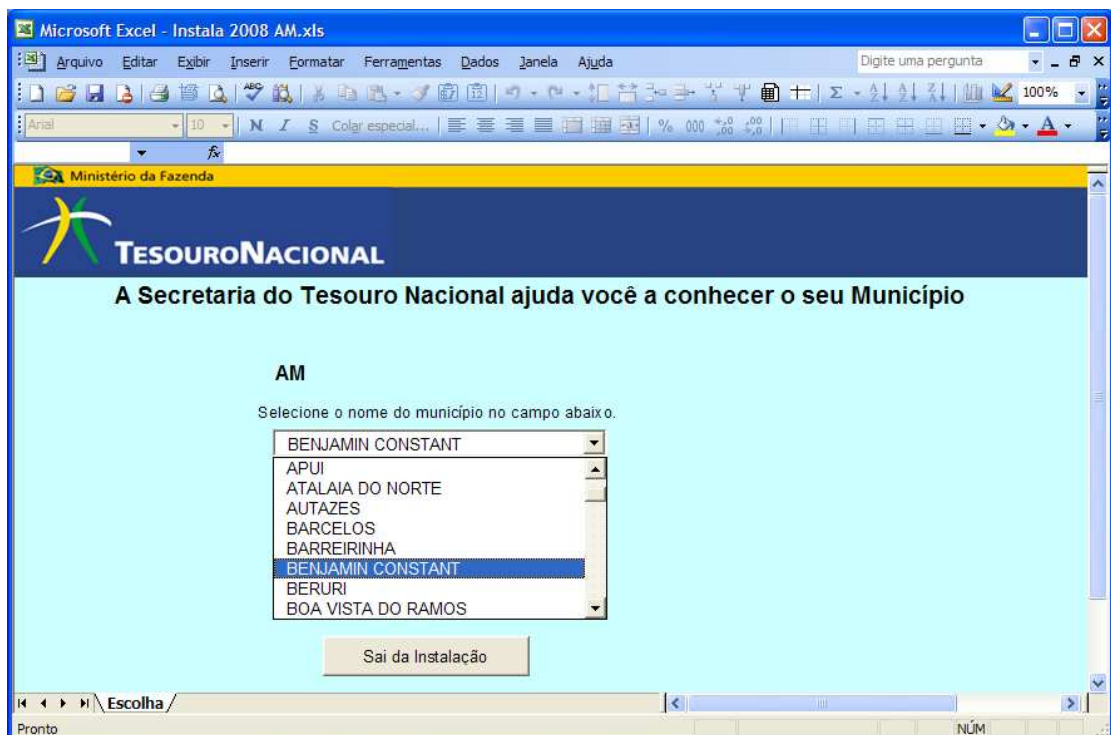 Microsoft Excel - Instala 2008 AM.xls
Arquivo Editar Exibir Inserir Formatar Ferramentas Dados Janela Ajuda Digite uma pergunta
100%
Arial 10 N I S Colar especial... % 000
fx
Ministério da Fazenda
TESOURONACIONAL
A Secretaria do Tesouro Nacional ajuda você a conhecer o seu Município
AM
Selecione o nome do município no campo abaixo.
BENJAMIN CONSTANT
APUI
ATALAIA DO NORTE
AUTAZES
BARCELOS
BARREIRINHA
BENJAMIN CONSTANT
BERURI
BOA VISTA DO RAMOS
Sai da Instalação
Escolha
Pronto NÚM